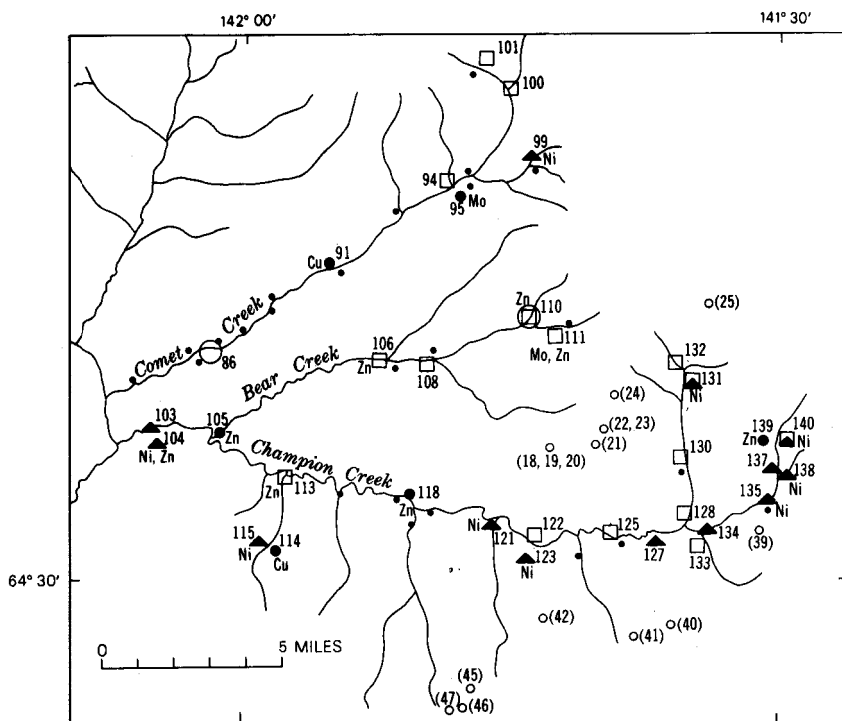 142° 00'
141° 30'
101
100
99
Ni
94
95
Mo
91
Cu
(25)
Zn
110
Comet Creek
86
106
Zn
111
Mo, Zn
132
131
Ni
Bear Creek
108
(24)
103
104
Ni, Zn
105
Zn
(22, 23)
(21)
(18, 19, 20)
139
Zn
140
Ni
130
137
138
Ni
Champion Creek
113
Zn
118
Zn
135
Ni
128
Ni
121
122
125
134
(39)
115
Ni
114
Cu
123
Ni
127
133
64° 30'
(42)
(40)
(41)
0
5 MILES
(45)
(47)
(46)